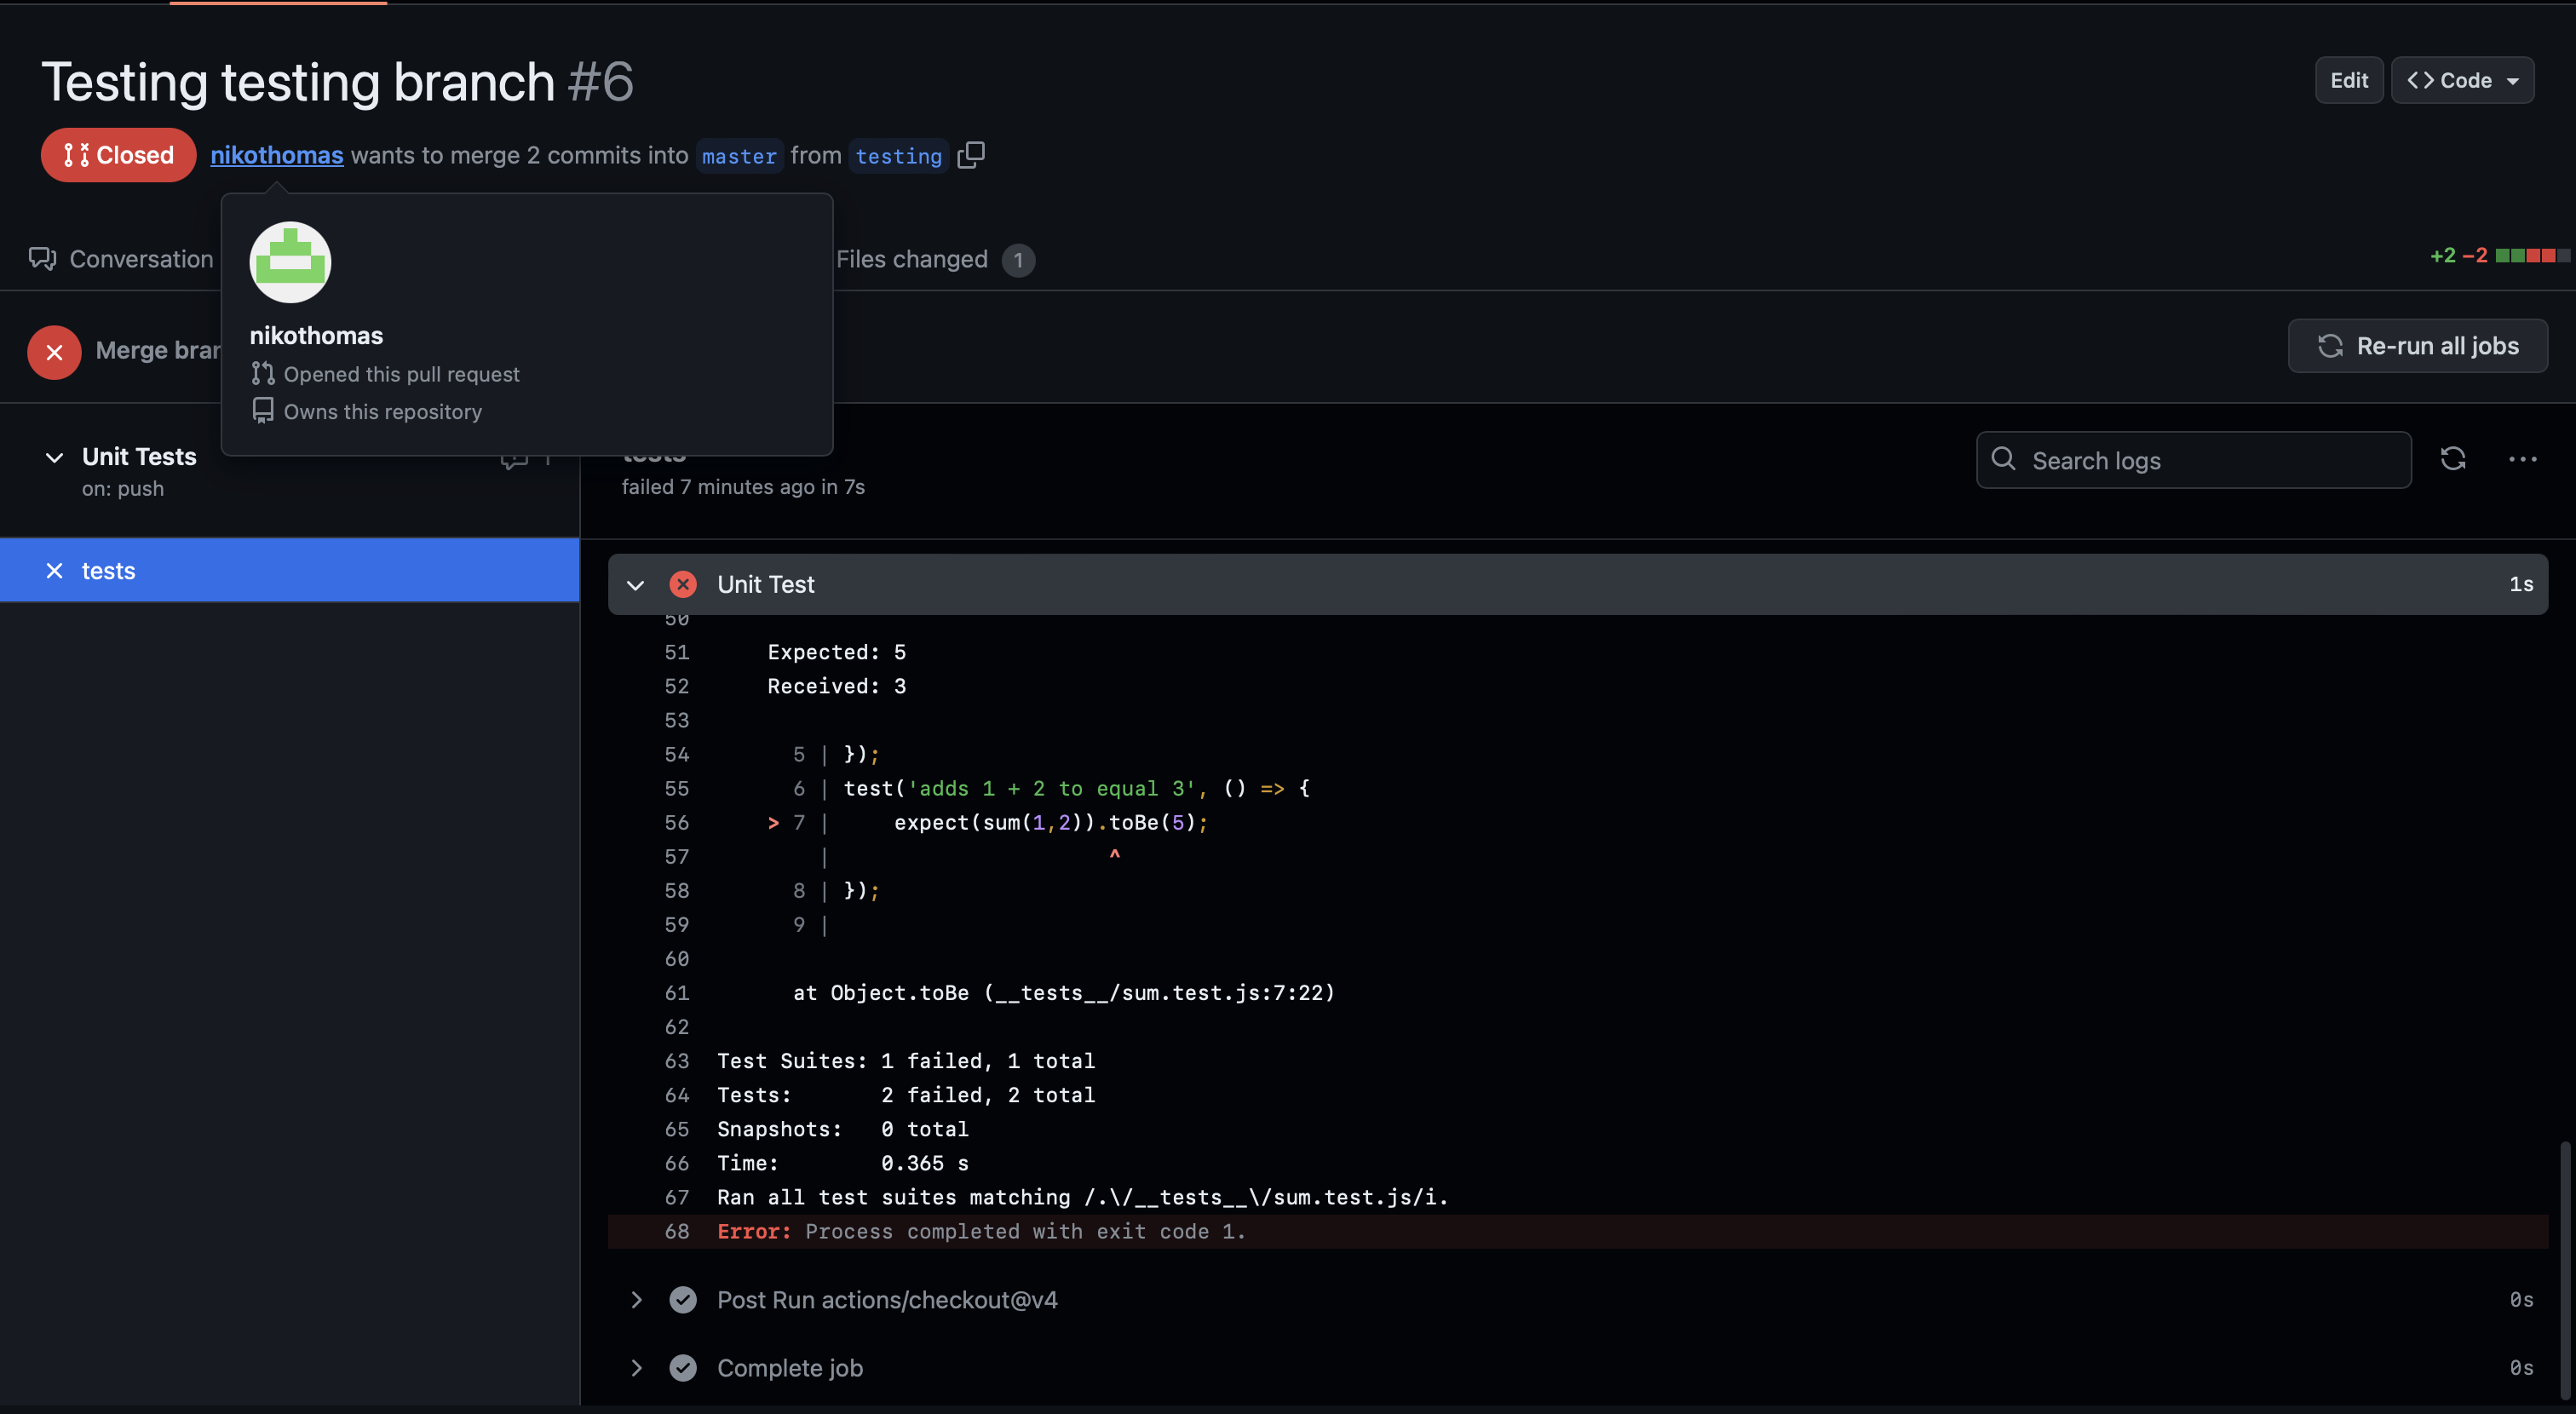 Testing testing branch #6
Edit
Code
Closed
nikothomas wants to merge 2 commits into master from testing
Conversation
Files changed 1
+2 −2
nikothomas
Opened this pull request
Owns this repository
Merge
Re-run all jobs
Unit Tests
on: push
tests
failed 7 minutes ago in 7s
Search logs
tests
Unit Test
1s
50
51 Expected: 5
52 Received: 3
53
54 5 | });
55 6 | test('adds 1 + 2 to equal 3', () => {
56 > 7 | expect(sum(1,2)).toBe(5);
57 | ^
58 8 | });
59 9 |
60
61 at Object.toBe (__tests__/sum.test.js:7:22)
62
63 Test Suites: 1 failed, 1 total
64 Tests: 2 failed, 2 total
65 Snapshots: 0 total
66 Time: 0.365 s
67 Ran all test suites matching /.\/__tests__\/sum.test.js/i.
68 Error: Process completed with exit code 1.
Post Run actions/checkout@v4
0s
Complete job
0s